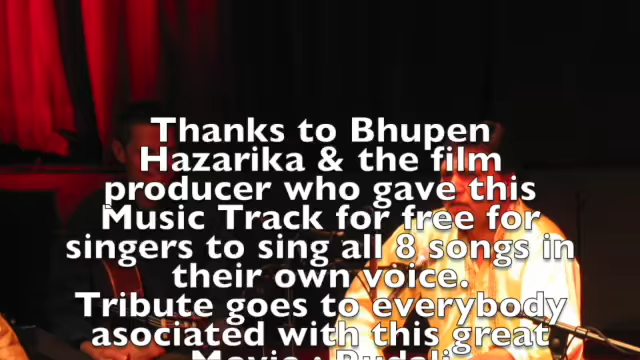 Thanks to Bhupen
Hazarika & the film
producer who gave this
Music Track for free for
singers to sing all 8 songs in
their own voice.
Tribute goes to everybody
asociated with this great
Movie : Rudali